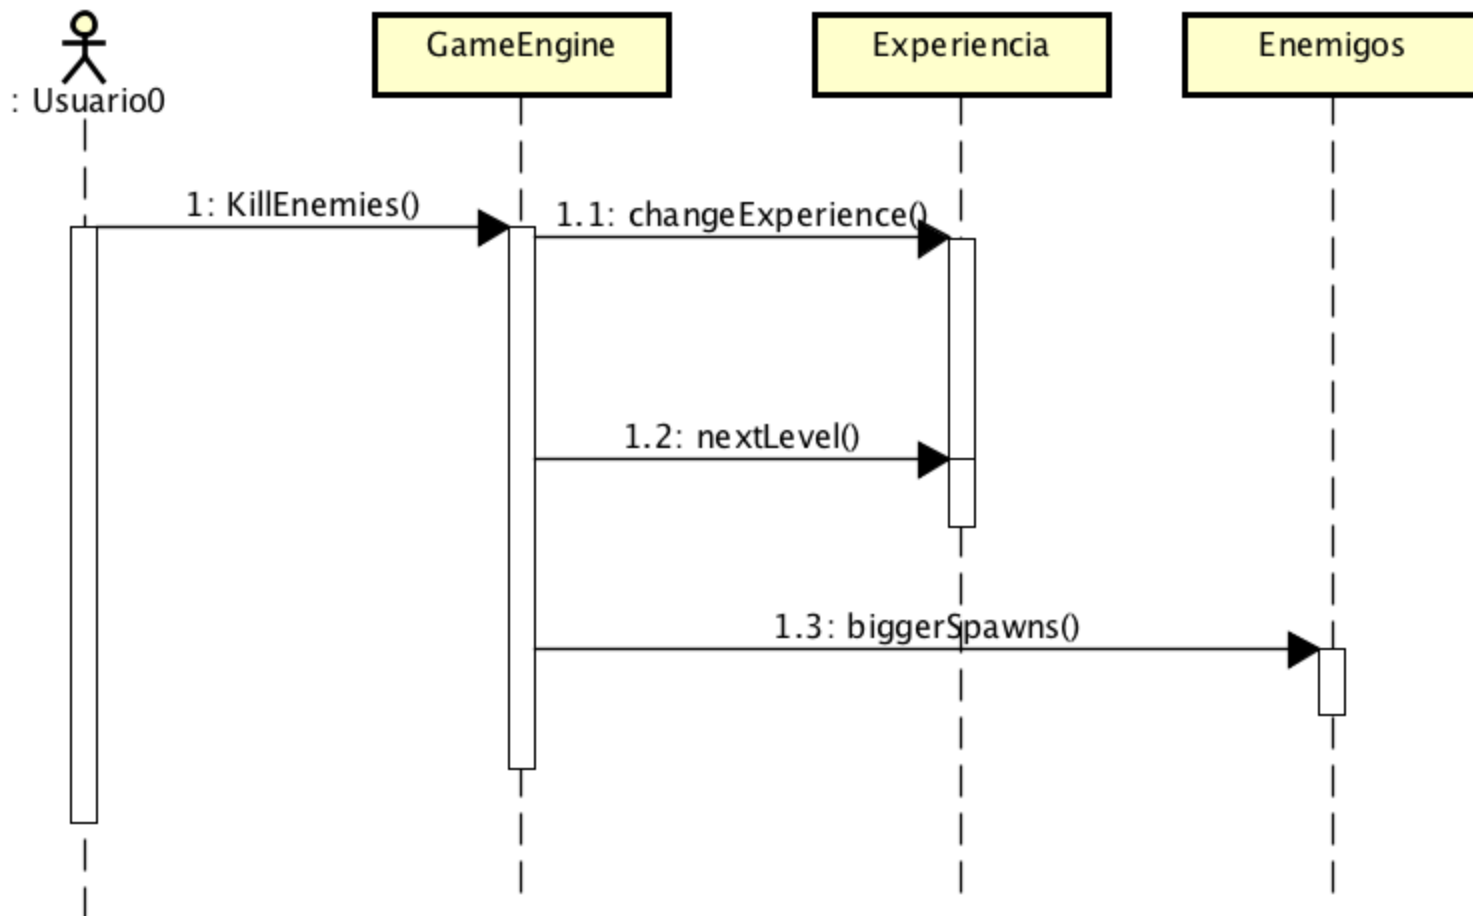 : Usuario0
GameEngine
Experiencia
Enemigos
1: KillEnemies()
1.1: changeExperience()
1.2: nextLevel()
1.3: biggerSpawns()